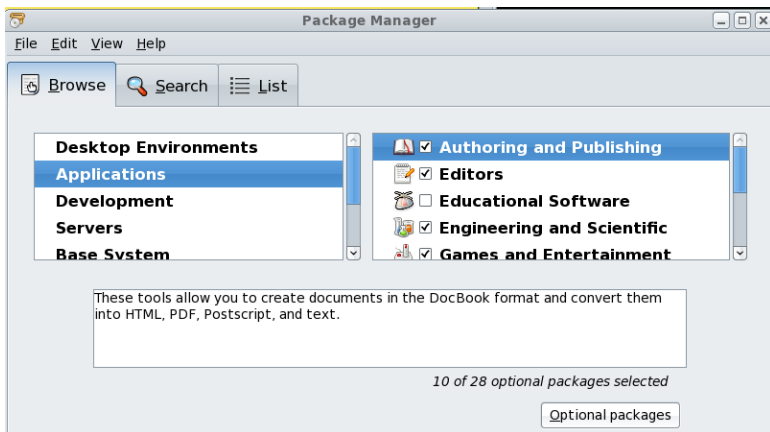 Package Manager
File Edit View Help
Browse Search List
Desktop Environments
Applications
Development
Servers
Base System
Authoring and Publishing
Editors
Educational Software
Engineering and Scientific
Games and Entertainment
These tools allow you to create documents in the DocBook format and convert them
into HTML, PDF, Postscript, and text.
10 of 28 optional packages selected
Optional packages